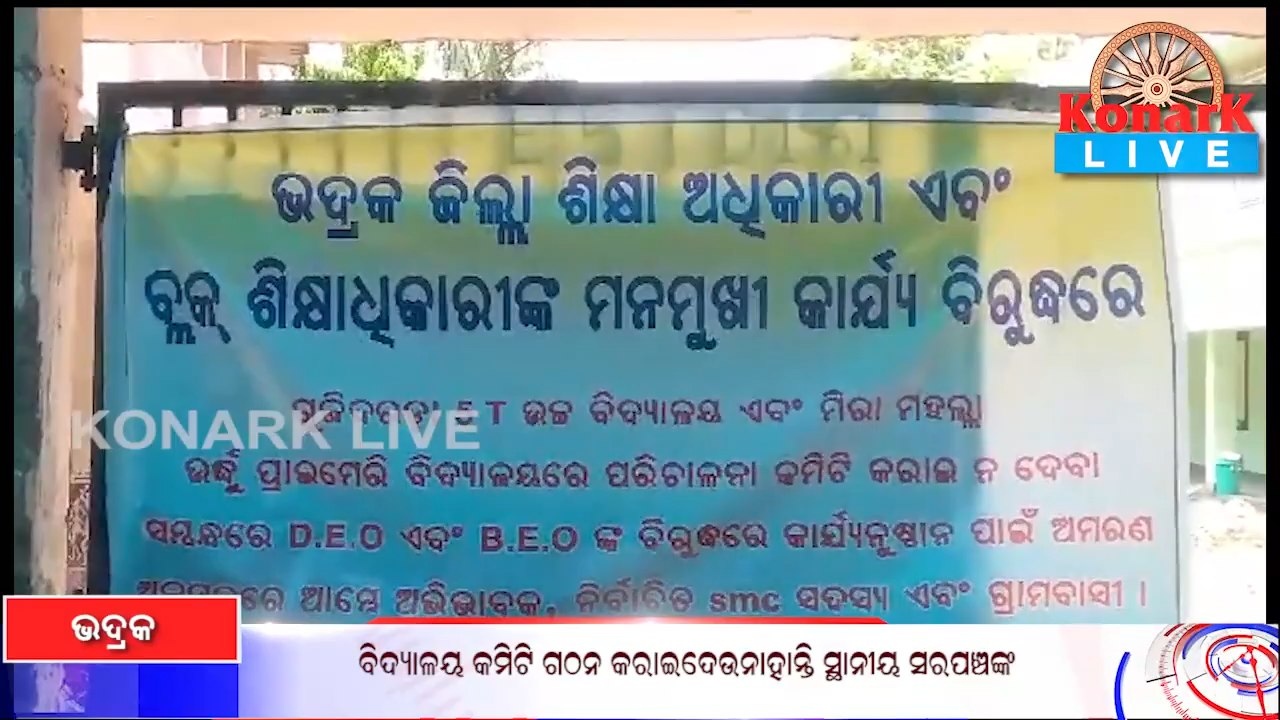 KonarK
LIVE
ଭଦ୍ରକ ଜିଲ୍ଲା ଶିକ୍ଷା ଅଧିକାରୀ ଏବଂ
ବ୍ଲକ୍ ଶିକ୍ଷାଧିକାରୀଙ୍କ ମନମୁଖୀ କାର୍ଯ୍ୟ ବିରୁଦ୍ଧରେ
T ଉଚ୍ଚ ବିଦ୍ୟାଳୟ ଏବଂ ମିରା ମହଲ୍ଲା
KONARK LIVE
ଉର୍ଦ୍ଦୁ ପ୍ରାଇମେରି ବିଦ୍ୟାଳୟରେ ପରିଚାଳନା କମିଟି କରାଇ ନ ଦେବା
ସମ୍ବନ୍ଧରେ D.E.O ଏବଂ B.E.O ଙ୍କ ବିରୁଦ୍ଧରେ କାର୍ଯ୍ୟନୁଷ୍ଠାନ ପାଇଁ ଅମରଣ
ଆମ୍ଭେ ଅଭିଭାବକ, ନିର୍ବାଚିତ smc ସଦସ୍ୟ ଏବଂ ଗ୍ରାମବାସୀ ।
ଭଦ୍ରକ
ବିଦ୍ୟାଳୟ କମିଟି ଗଠନ କରାଇଦେଉନାହାନ୍ତି ସ୍ଥାନୀୟ ସରପଞ୍ଚଙ୍କ